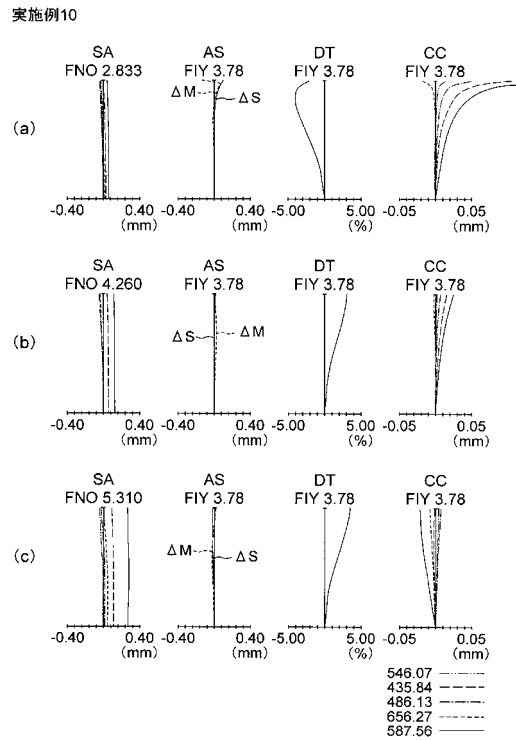 実施例10
SA AS DT CC
FNO 2.833 FIY 3.78 FIY 3.78 FIY 3.78
ΔM
ΔS
(a)
-0.40 0.40 -0.40 0.40 -5.00 5.00 -0.05 0.05
(mm) (mm) (%) (mm)
SA AS DT CC
FNO 4.260 FIY 3.78 FIY 3.78 FIY 3.78
(b) ΔS ΔM
-0.40 0.40 -0.40 0.40 -5.00 5.00 -0.05 0.05
(mm) (mm) (%) (mm)
SA AS DT CC
FNO 5.310 FIY 3.78 FIY 3.78 FIY 3.78
(c) ΔM ΔS
-0.40 0.40 -0.40 0.40 -5.00 5.00 -0.05 0.05
(mm) (mm) (%) (mm)
546.07
435.84
486.13
656.27
587.56